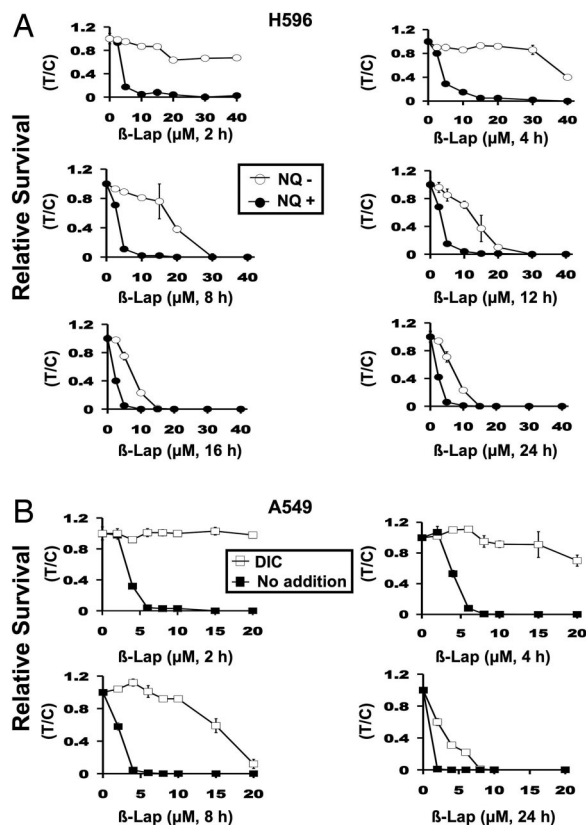 A
H596
Relative Survival
(T/C)
1.2
0.8
0.4
0
0 10 20 30 40
ß-Lap (µM, 2 h)
(T/C)
1.2
0.8
0.4
0
0 10 20 30 40
ß-Lap (µM, 4 h)
(T/C)
1.2
0.8
0.4
0
0 10 20 30 40
ß-Lap (µM, 8 h)
NQ -
NQ +
(T/C)
1.2
0.8
0.4
0
0 10 20 30 40
ß-Lap (µM, 12 h)
(T/C)
1.2
0.8
0.4
0
0 10 20 30 40
ß-Lap (µM, 16 h)
(T/C)
1.2
0.8
0.4
0
0 10 20 30 40
ß-Lap (µM, 24 h)
B
A549
Relative Survival
(T/C)
1.2
0.8
0.4
0
0 5 10 15 20
ß-Lap (µM, 2 h)
DIC
No addition
(T/C)
1.2
0.8
0.4
0
0 5 10 15 20
ß-Lap (µM, 4 h)
(T/C)
1.2
0.8
0.4
0
0 5 10 15 20
ß-Lap (µM, 8 h)
(T/C)
1.2
0.8
0.4
0
0 5 10 15 20
ß-Lap (µM, 24 h)